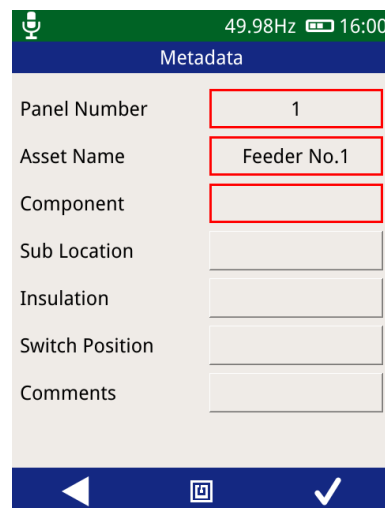 49.98Hz 16:00
Metadata
Panel Number 1
Asset Name Feeder No.1
Component
Sub Location
Insulation
Switch Position
Comments